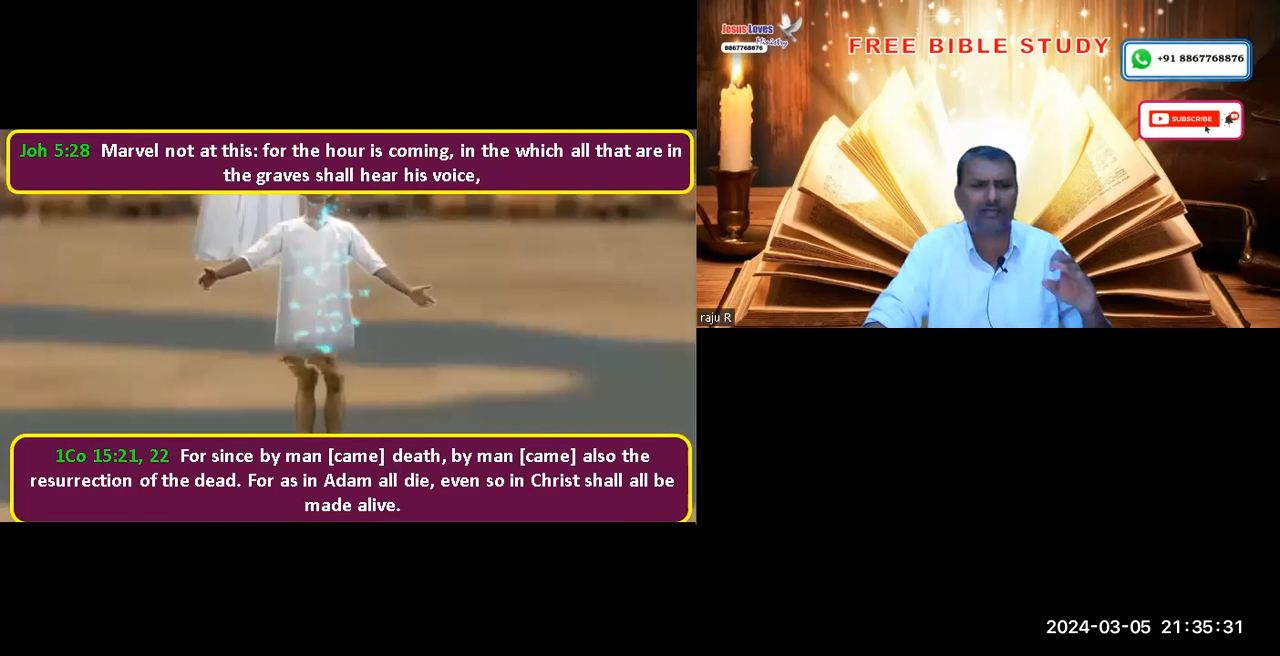 Joh 5:28 Marvel not at this: for the hour is coming, in the which all that are in
the graves shall hear his voice,
1Co 15:21, 22 For since by man [came] death, by man [came] also the
resurrection of the dead. For as in Adam all die, even so in Christ shall all be
made alive.
Jesus Loves
Ministry
8867768876
FREE BIBLE STUDY
+91 8867768876
SUBSCRIBE
raju R
2024-03-05 21:35:31